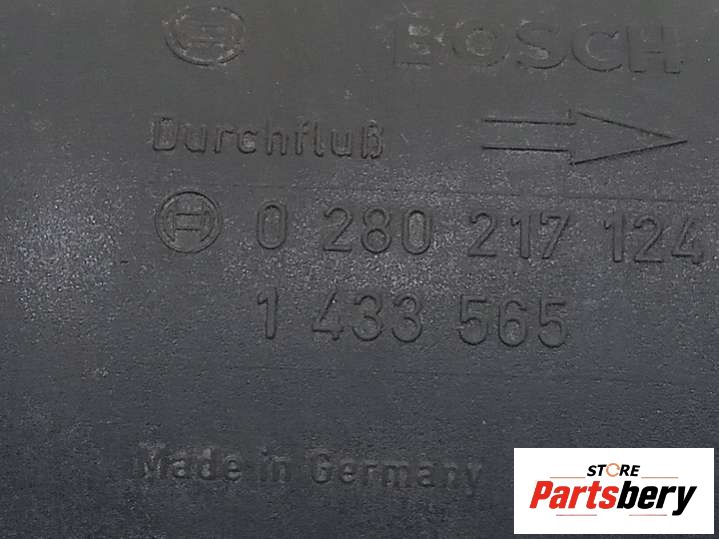 BOSCH
Durchfluß
0 280 217 124
1 433 565
Made in Germany
STORE
Partsbery